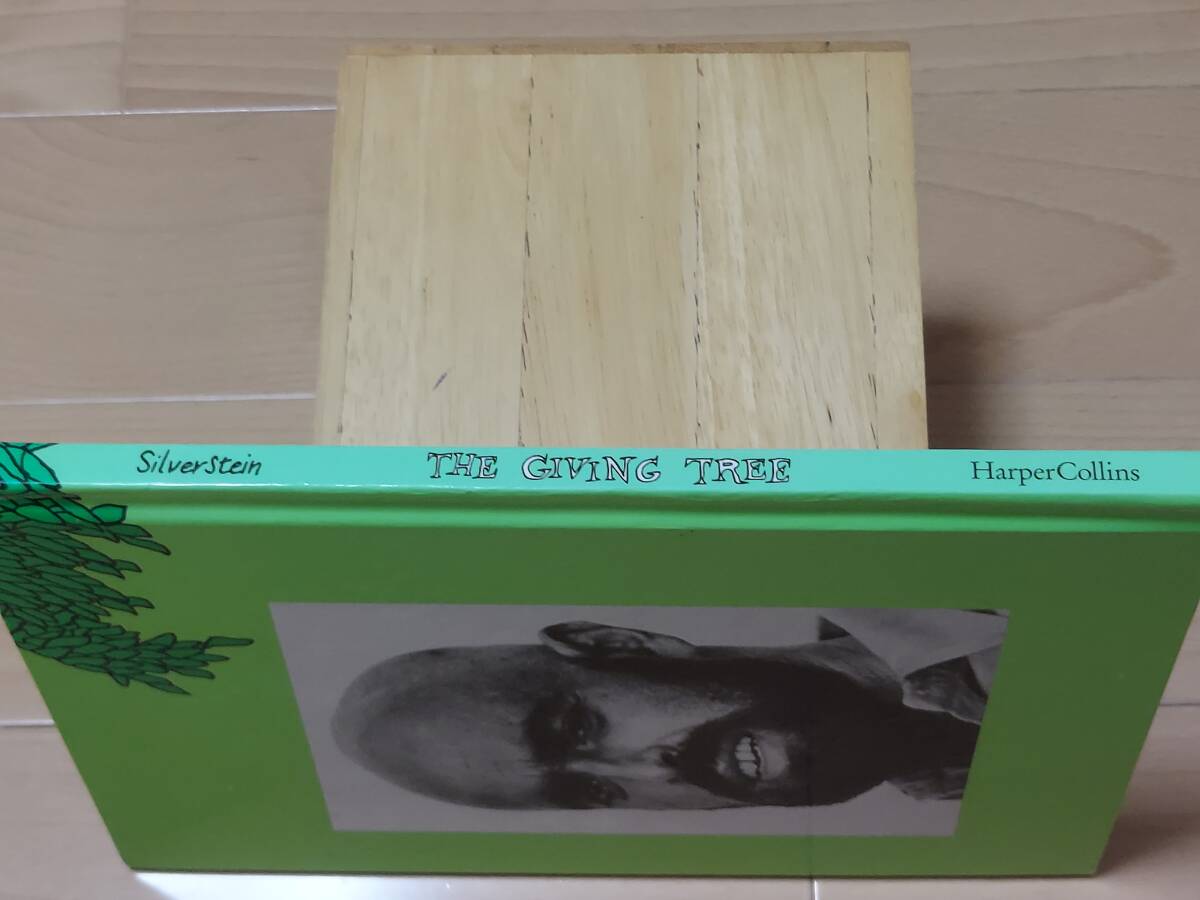 Silverstein
THE GIVING TREE
HarperCollins